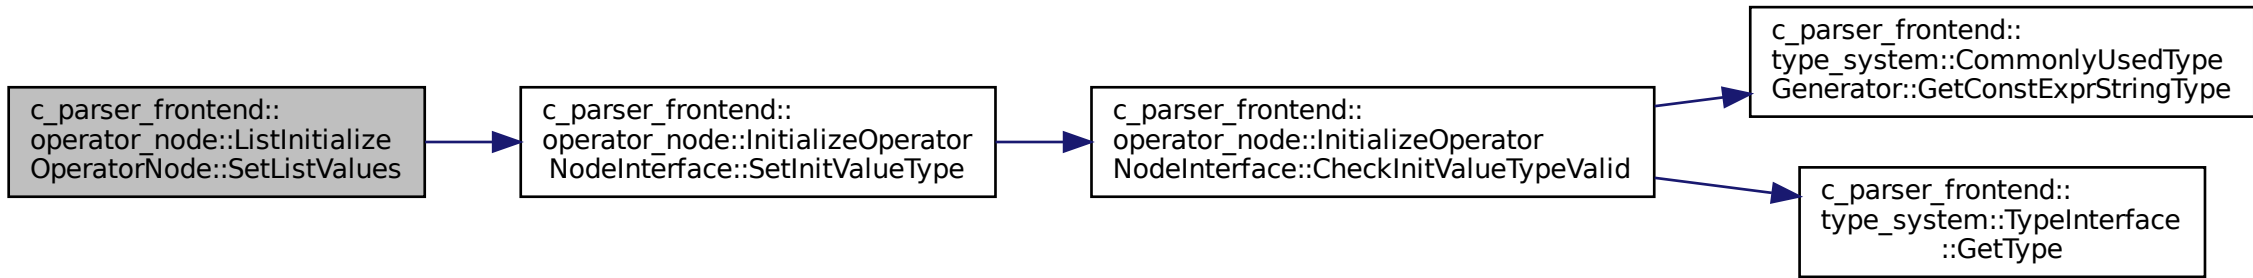 c_parser_frontend::
operator_node::ListInitialize
OperatorNode::SetListValues
c_parser_frontend::
operator_node::InitializeOperator
NodeInterface::SetInitValueType
c_parser_frontend::
operator_node::InitializeOperator
NodeInterface::CheckInitValueTypeValid
c_parser_frontend::
type_system::CommonlyUsedType
Generator::GetConstExprStringType
c_parser_frontend::
type_system::TypeInterface
::GetType